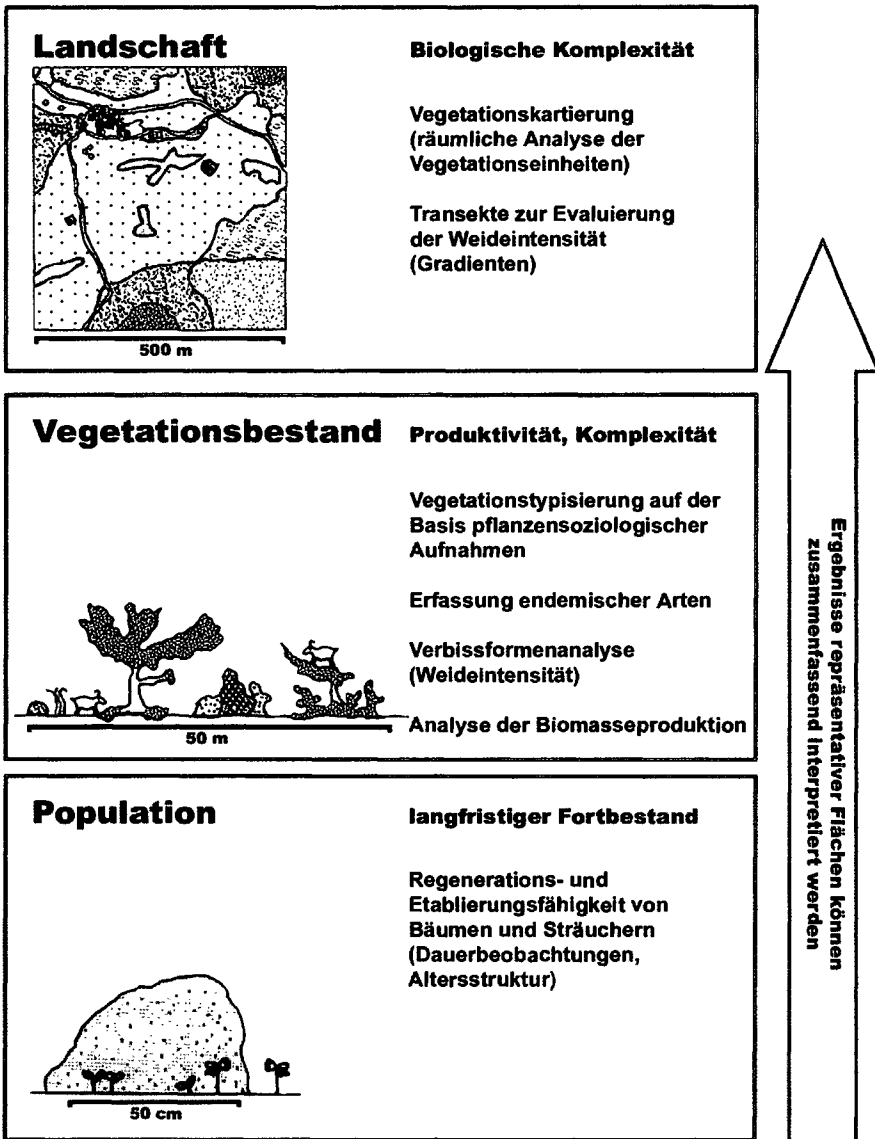 Landschaft
Biologische Komplexität
Vegetationskartierung
(räumliche Analyse der
Vegetationseinheiten)
Transekte zur Evaluierung
der Weideintensität
(Gradienten)
500 m
Vegetationsbestand
Produktivität, Komplexität
Vegetationstypisierung auf der
Basis pflanzensoziologischer
Aufnahmen
Erfassung endemischer Arten
Verbissformenanalyse
(Weideintensität)
Analyse der Biomasseproduktion
50 m
Population
langfristiger Fortbestand
Regenerations- und
Etablierungsfähigkeit von
Bäumen und Sträuchern
(Dauerbeobachtungen,
Altersstruktur)
50 cm
Ergebnisse repräsentativer Flächen können
zusammenfassend interpretiert werden